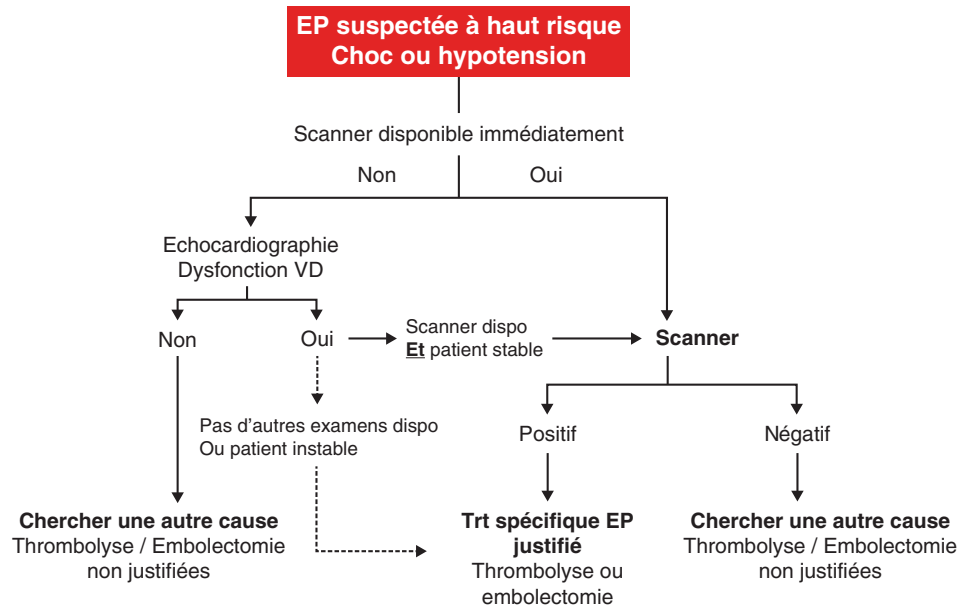 EP suspectée à haut risque
Choc ou hypotension
Scanner disponible immédiatement
Non
Oui
Echocardiographie
Dysfonction VD
Non
Oui
Scanner dispo
Et patient stable
Scanner
Pas d'autres examens dispo
Ou patient instable
Positif
Négatif
Chercher une autre cause
Thrombolyse / Embolectomie
non justifiées
Trt spécifique EP
justifié
Thrombolyse ou
embolectomie
Chercher une autre cause
Thrombolyse / Embolectomie
non justifiées